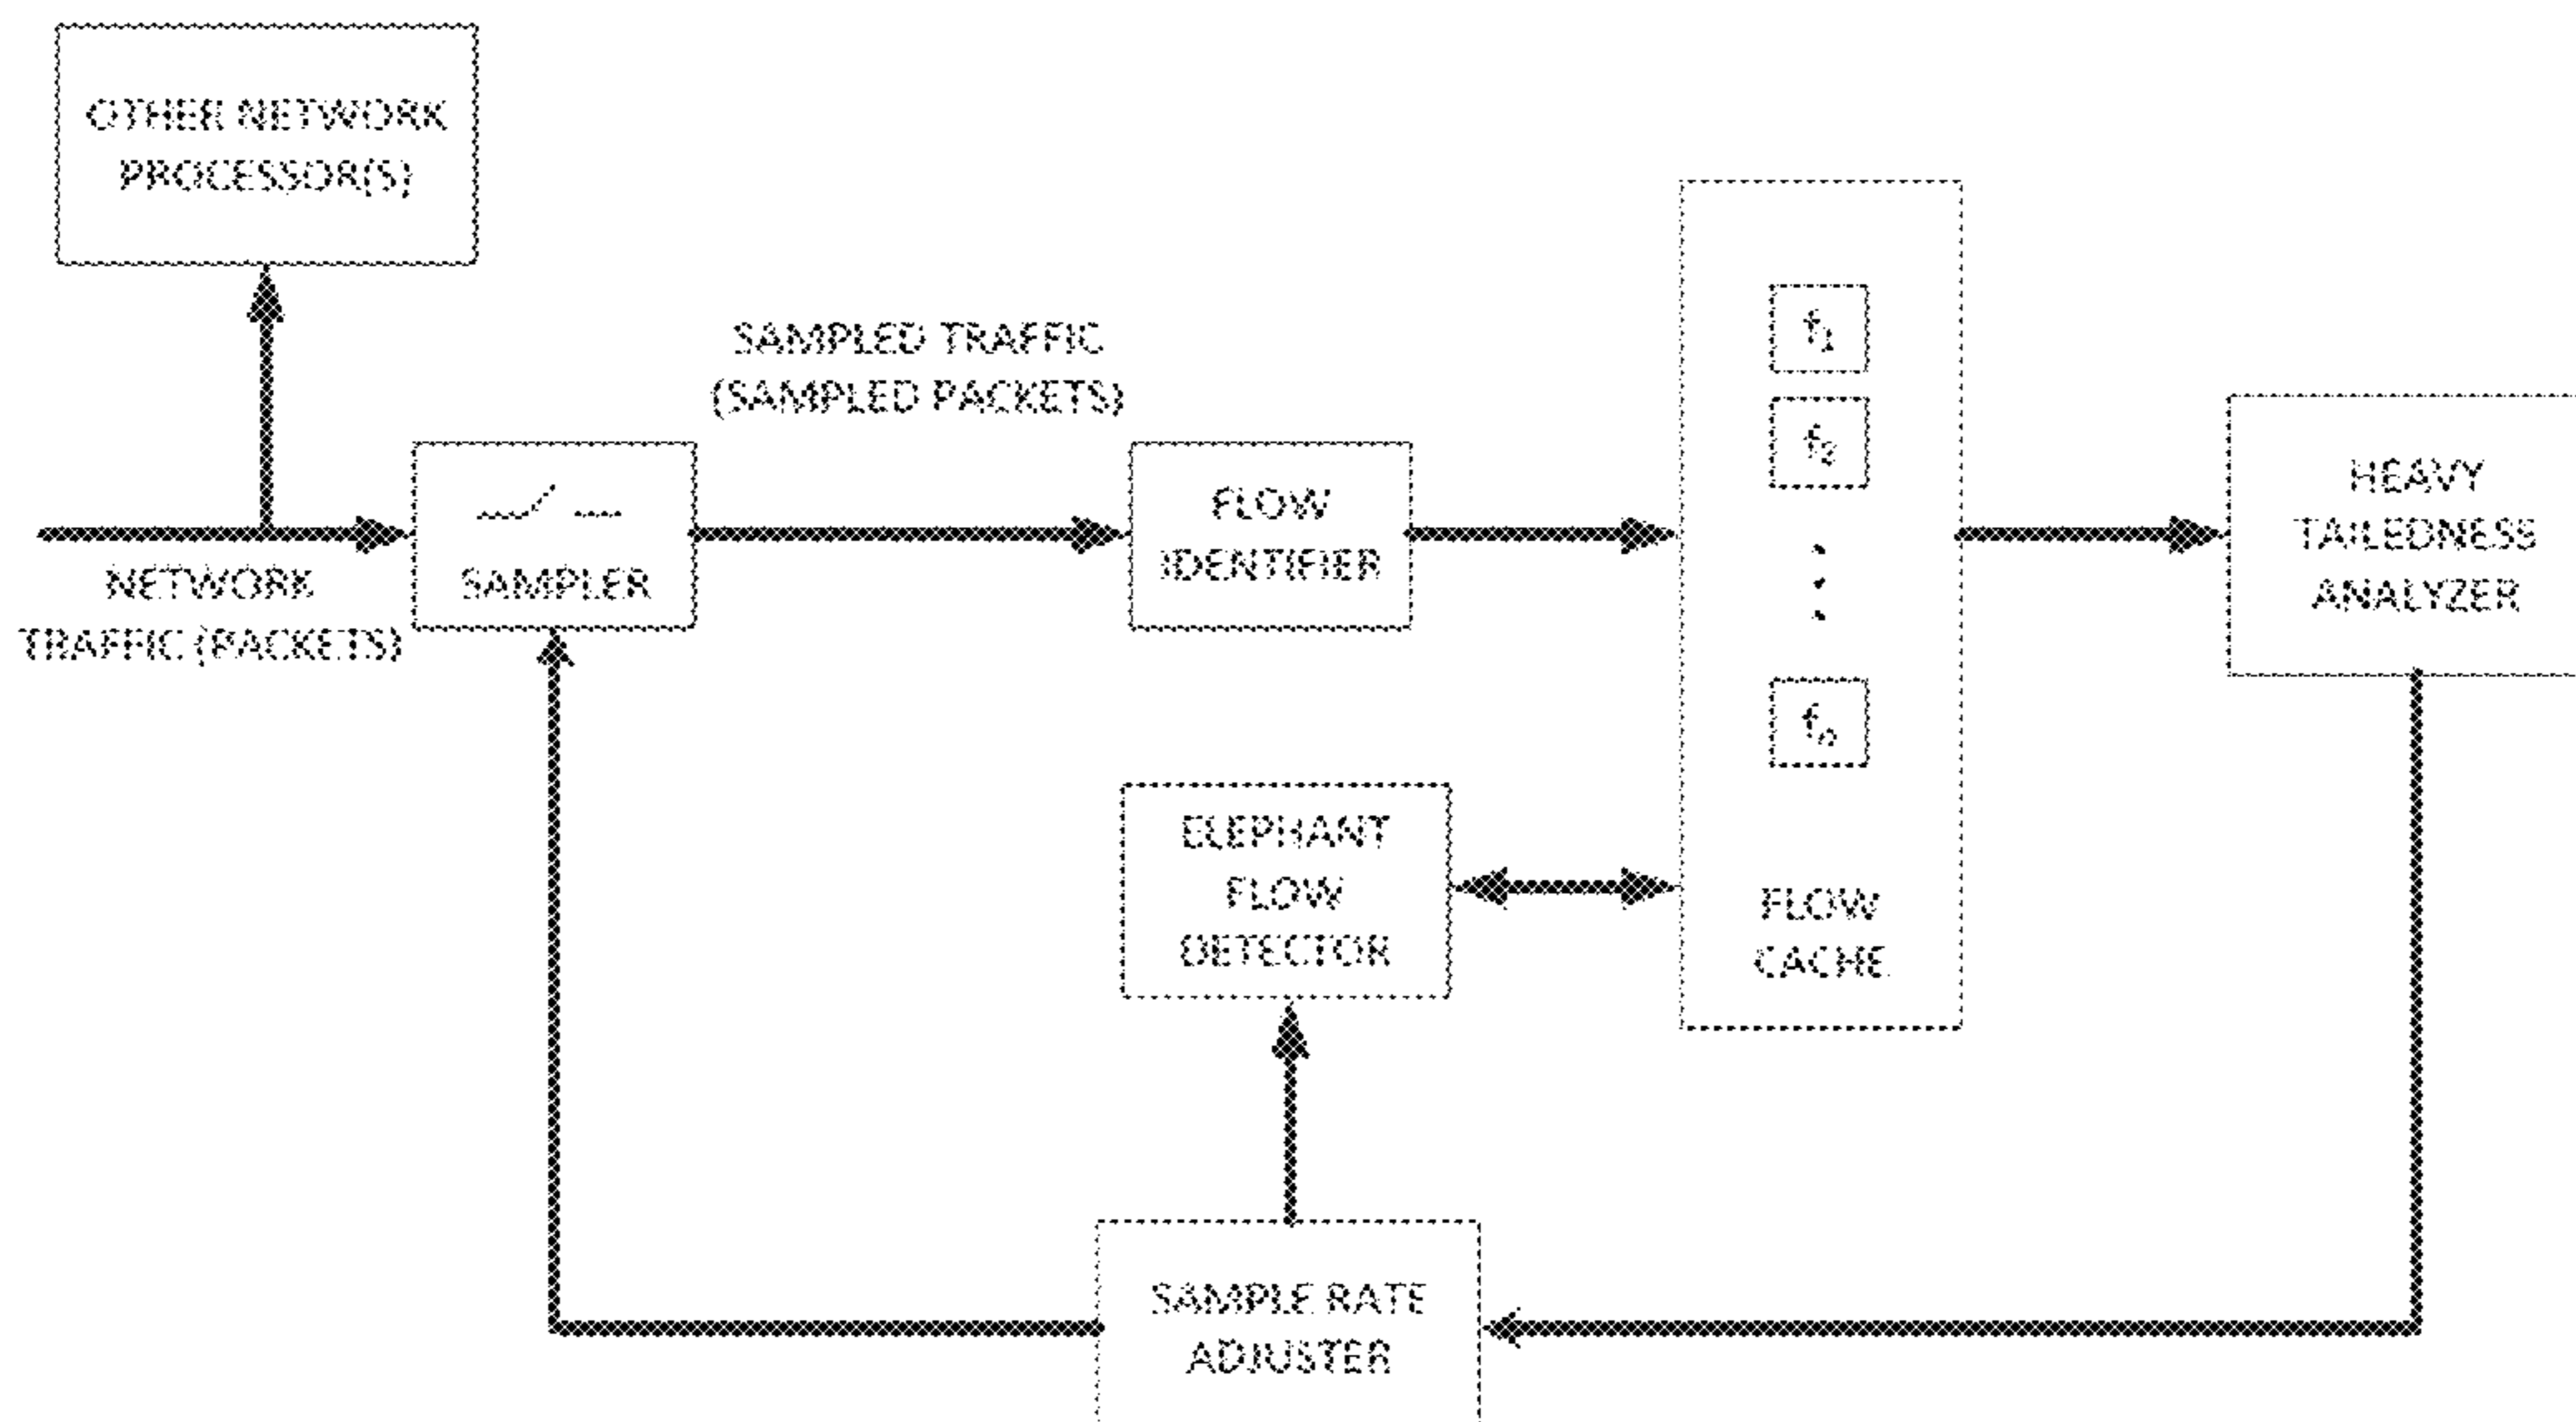 OTHER NETWORK
PROCESSOR(S)
SAMPLED TRAFFIC
(SAMPLED PACKETS)
NETWORK
TRAFFIC (PACKETS)
SAMPLER
FLOW
IDENTIFIER
f₁
f₂
fₙ
FLOW
CACHE
HEAVY
TAILEDNESS
ANALYZER
ELEPHANT
FLOW
DETECTOR
SAMPLE RATE
ADJUSTER